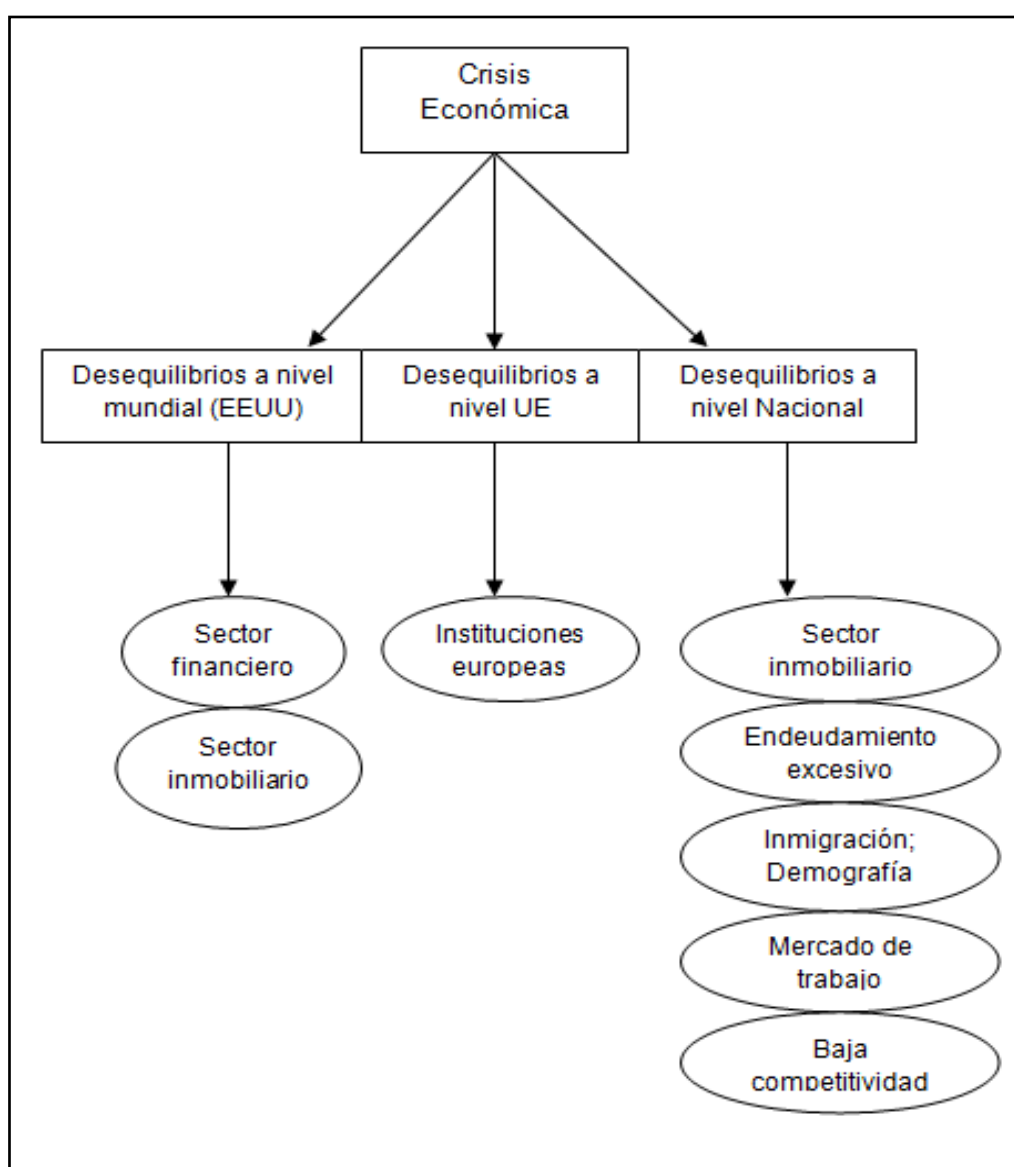 Crisis
Económica
Desequilibrios a nivel
mundial (EEUU)
Desequilibrios a
nivel UE
Desequilibrios a
nivel Nacional
Sector
financiero
Sector
inmobiliario
Instituciones
europeas
Sector
inmobiliario
Endeudamiento
excesivo
Inmigración;
Demografía
Mercado de
trabajo
Baja
competitividad